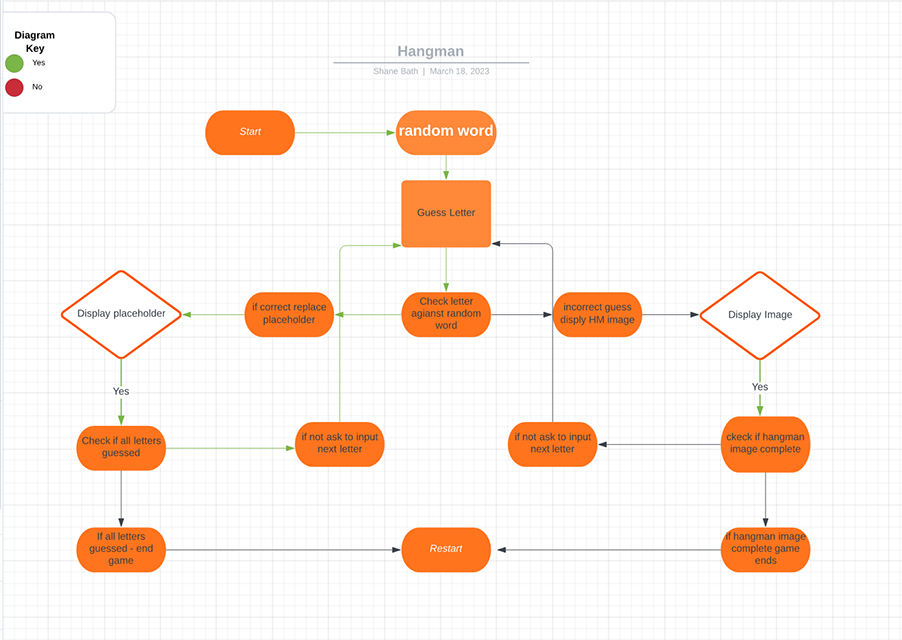 Diagram
Key
Yes
No
Hangman
Shane Bath | March 18, 2023
Start
random word
Guess Letter
Display placeholder
if correct replace
placeholder
Check letter
agianst random
word
incorrect guess
disply HM image
Display Image
Yes
Yes
Check if all letters
guessed
if not ask to input
next letter
if not ask to input
next letter
ckeck if hangman
image complete
If all letters
guessed - end
game
Restart
if hangman image
complete game
ends